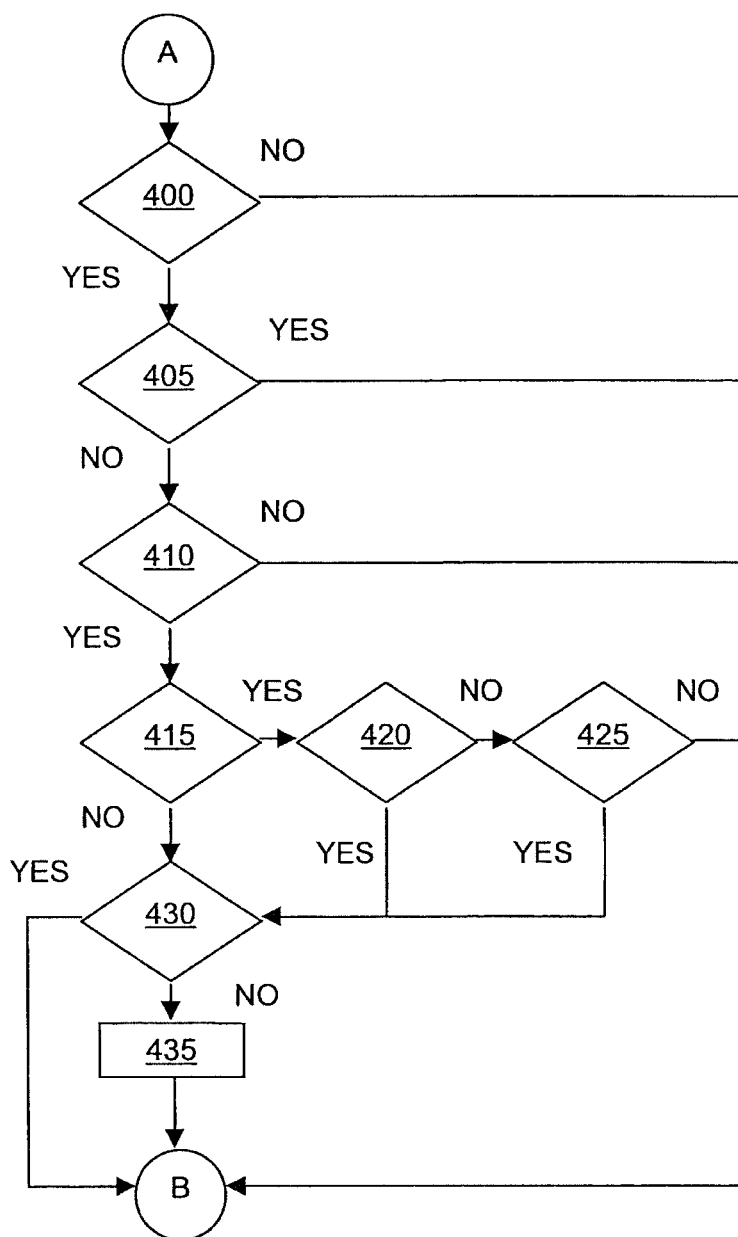 A
NO
400
YES
YES
405
NO
NO
410
YES
YES
NO
NO
415
420
425
NO
YES
YES
YES
430
NO
435
B